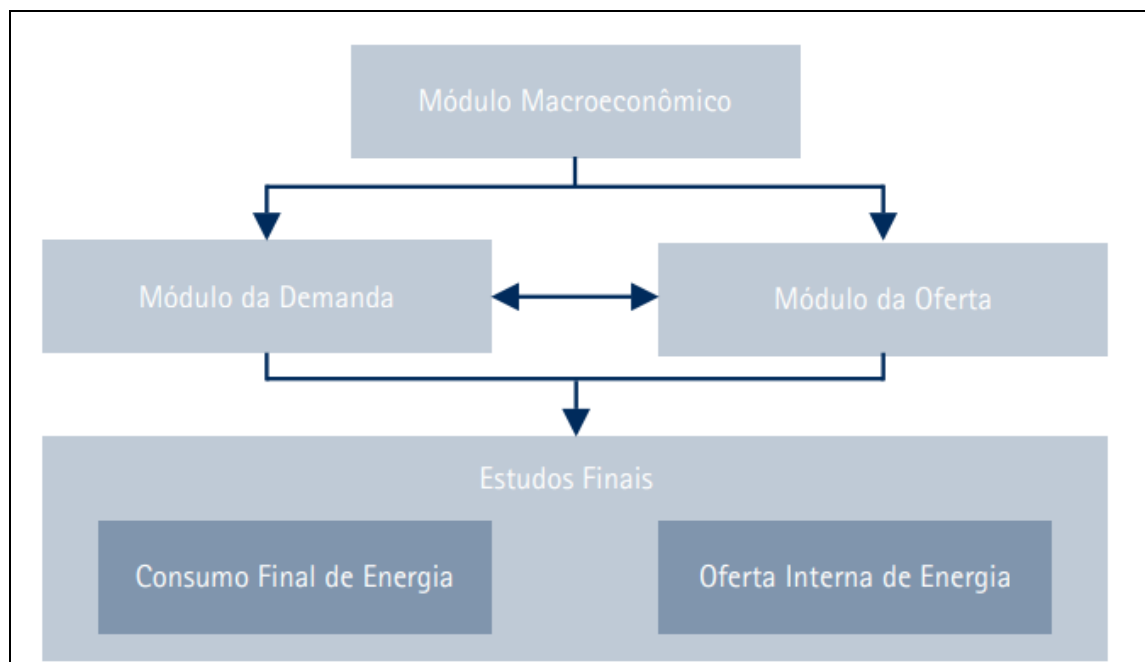 Módulo Macroeconômico
Módulo da Demanda
Módulo da Oferta
Estudos Finais
Consumo Final de Energia
Oferta Interna de Energia